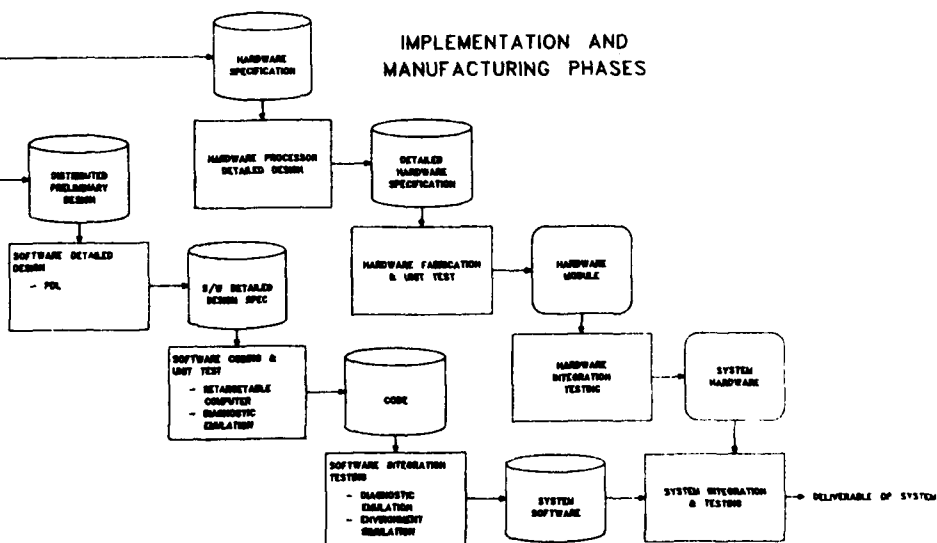 IMPLEMENTATION AND
MANUFACTURING PHASES
HARDWARE
SPECIFICATION
HARDWARE PROCESSOR
DETAILED DESIGN
DETAILED
HARDWARE
SPECIFICATION
DISTRIBUTED
PRELIMINARY
DESIGN
SOFTWARE DETAILED
DESIGN
- PDL
S/W DETAILED
DESIGN SPEC
HARDWARE FABRICATION
& UNIT TEST
HARDWARE
MODULE
SOFTWARE CODING &
UNIT TEST
- RETARGETABLE
COMPUTER
- DIAGNOSTIC
EMULATION
CODE
HARDWARE
INTEGRATION
TESTING
SYSTEM
HARDWARE
SOFTWARE INTEGRATION
TESTING
- DIAGNOSTIC
EMULATION
- ENVIRONMENT
SIMULATION
SYSTEM
SOFTWARE
SYSTEM INTEGRATION
& TESTING
DELIVERABLE DP SYSTEM